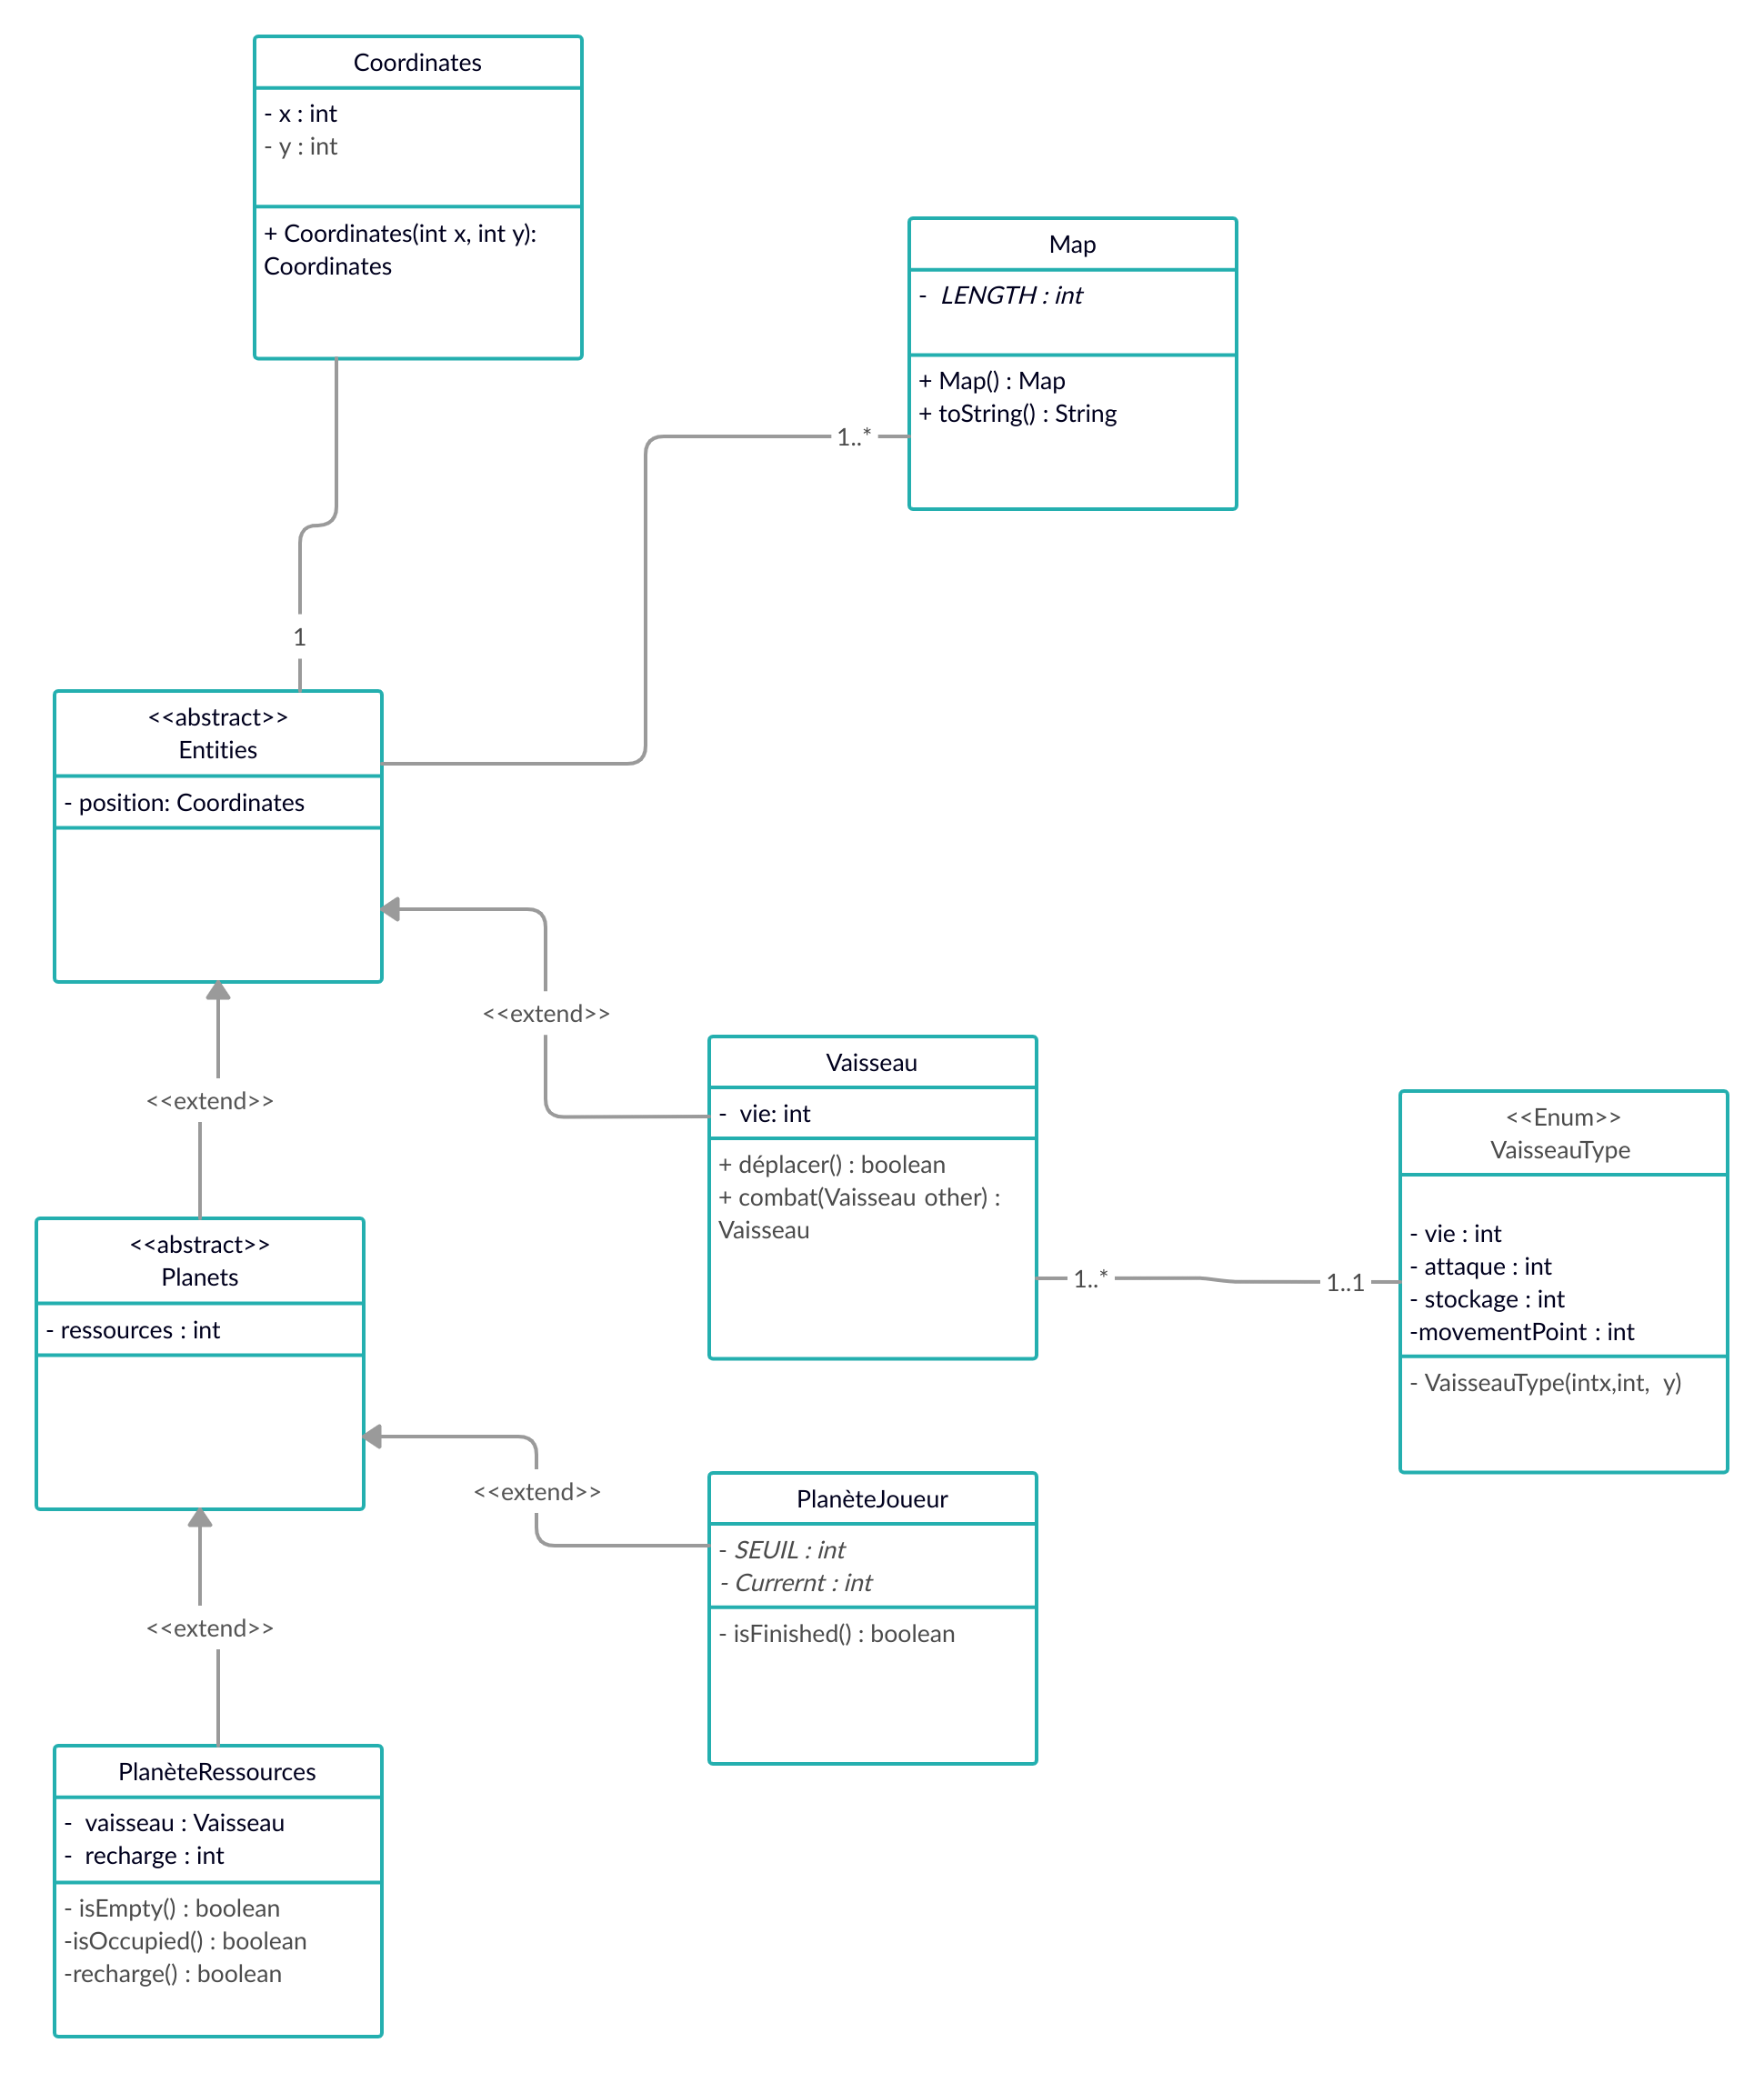 Coordinates
- x : int
- y : int
+ Coordinates(int x, int y):
Coordinates
Map
- LENGTH : int
+ Map() : Map
+ toString() : String
1..*
1
<<abstract>>
Entities
- position: Coordinates
<<extend>>
<<extend>>
Vaisseau
- vie: int
+ déplacer() : boolean
+ combat(Vaisseau other) :
Vaisseau
1..*
1..1
<<Enum>>
VaisseauType
- vie : int
- attaque : int
- stockage : int
-movementPoint : int
- VaisseauType(intx,int, y)
<<abstract>>
Planets
- ressources : int
<<extend>>
PlanèteJoueur
- SEUIL : int
- Currernt : int
- isFinished() : boolean
<<extend>>
PlanèteRessources
- vaisseau : Vaisseau
- recharge : int
- isEmpty() : boolean
-isOccupied() : boolean
-recharge() : boolean